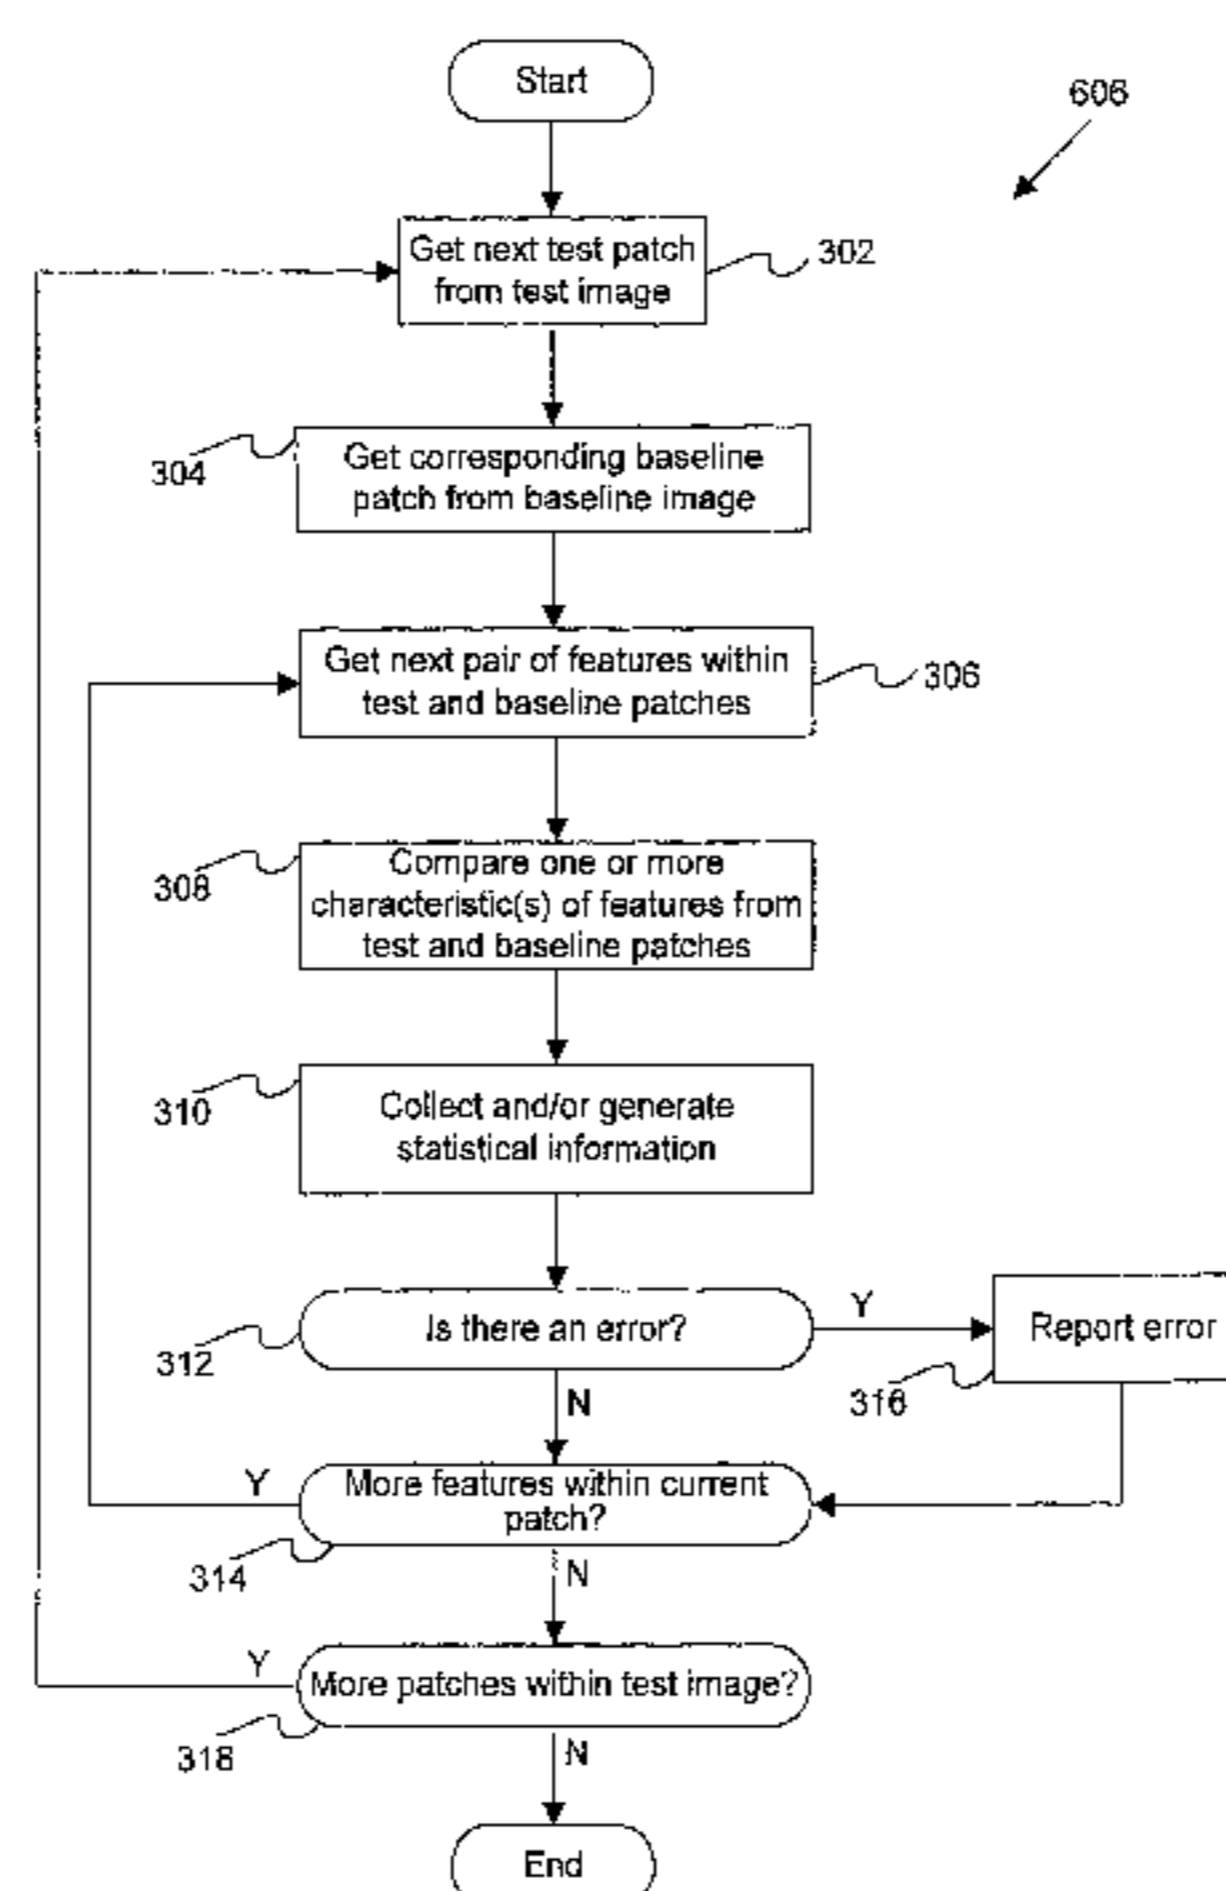 Start
606
Get next test patch
from test image
302
304
Get corresponding baseline
patch from baseline image
Get next pair of features within
test and baseline patches
306
308
Compare one or more
characteristic(s) of features from
test and baseline patches
310
Collect and/or generate
statistical information
312
Is there an error?
Y
Report error
316
N
Y
More features within current
patch?
314
N
Y
More patches within test image?
318
N
End